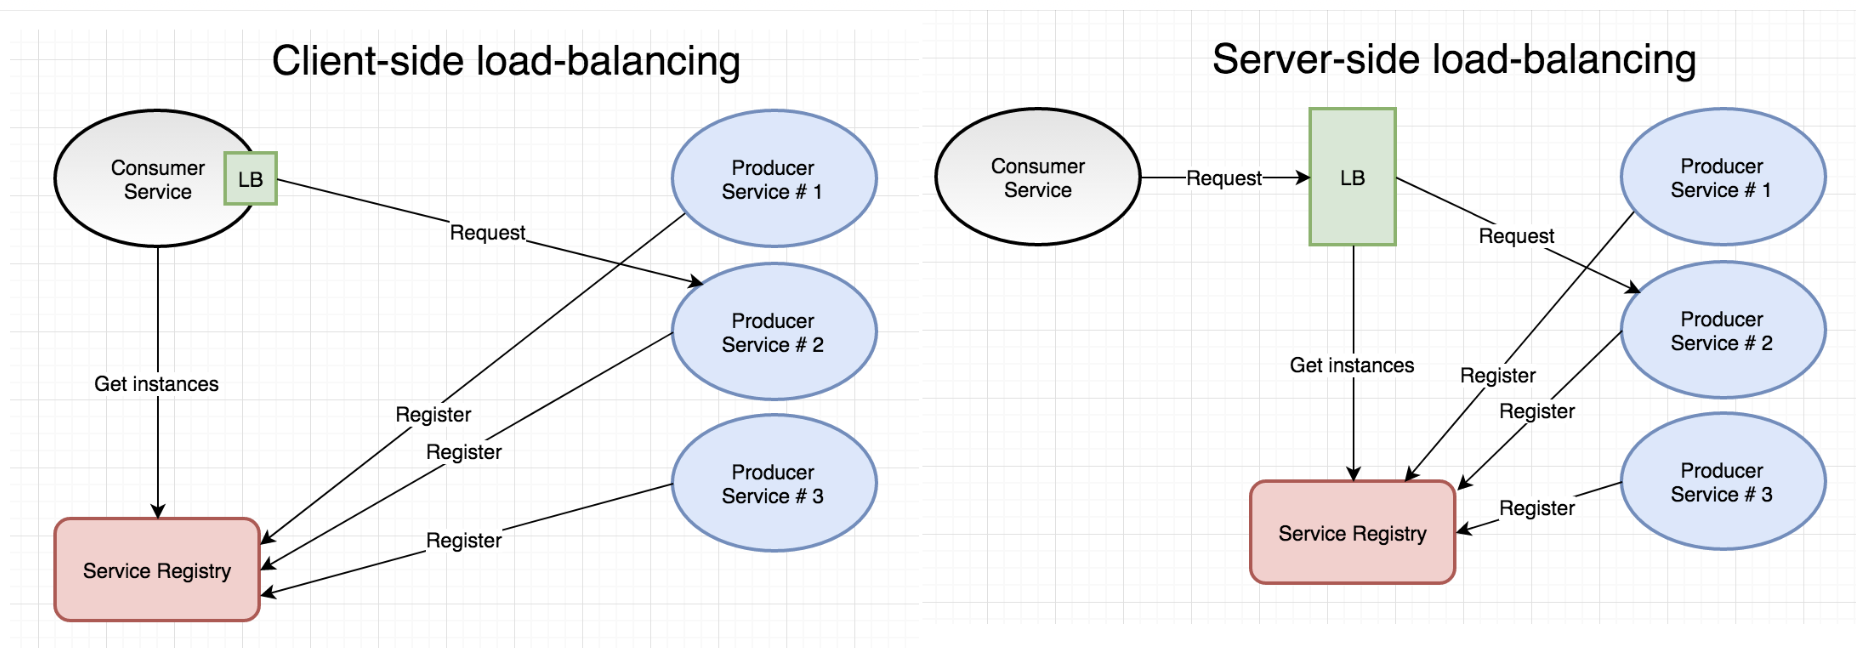 Client-side load-balancing
Consumer
Service
LB
Request
Get instances
Register
Register
Register
Service Registry
Producer
Service # 1
Producer
Service # 2
Producer
Service # 3
Server-side load-balancing
Consumer
Service
Request
LB
Request
Get instances
Register
Register
Register
Service Registry
Producer
Service # 1
Producer
Service # 2
Producer
Service # 3